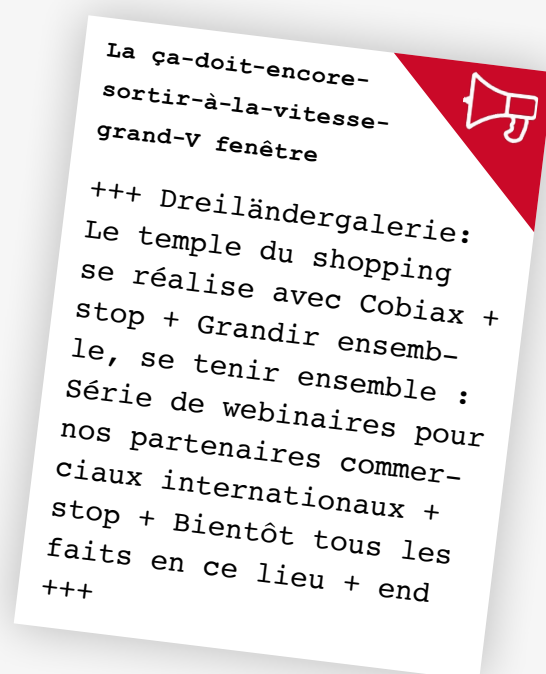 La ça-doit-encore-
sortir-à-la-vitesse-
grand-V fenêtre
+++ Dreiländergalerie:
Le temple du shopping
se réalise avec Cobiax +
stop + Grandir ensemb-
le, se tenir ensemble :
Série de webinaires pour
nos partenaires commer-
ciaux internationaux +
stop + Bientôt tous les
faits en ce lieu + end
+++